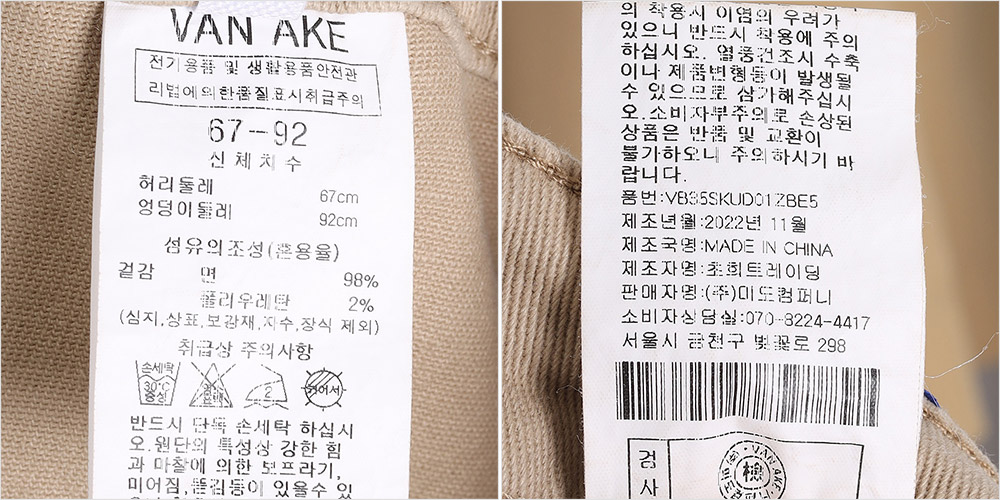 VAN AKE
전기용품 및 생활용품안전관
리법에의한품질표시취급주의
67-92
신체치수
허리둘레 67cm
엉덩이둘레 92cm
섬유의조성(혼용율)
겉감 면 98%
폴리우레탄 2%
(심지,상표,보강재,자수,장식 제외)
취급상 주의사항
손세탁
30°C
중성
2
반드시 단독 손세탁 하십시
오.원단의 특성상 강한 힘
과 마찰에 의한 보프라기,
미어짐,뜯김등이 있을수 있
의 착용시 이염의 우려가
있으니 반드시 착용에 주의
하십시오. 열풍건조시 수축
이나 제품변형등이 발생될
수 있으므로 삼가해주십시
오.소비자부주의로 손상된
상품은 반품 및 교환이
불가하오니 주의하시기 바
랍니다.
품번:VB35SKUD01ZBE5
제조년월:2022년 11월
제조국명:MADE IN CHINA
제조자명:초희트레이딩
판매자명:(주)미도컴퍼니
소비자상담실:070-8224-4417
서울시 금천구 벚꽃로 298
검
사
VAN AKE